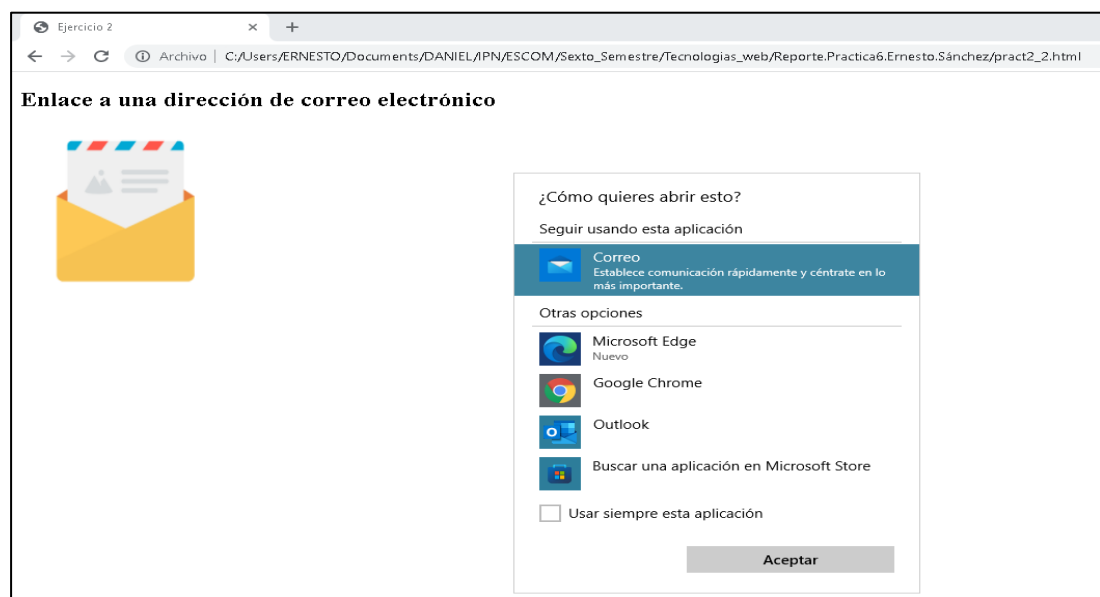 Ejercicio 2
Archivo | C:/Users/ERNESTO/Documents/DANIEL/IPN/ESCOM/Sexto_Semestre/Tecnologias_web/Reporte.Practica6.Ernesto.Sánchez/pract2_2.html
Enlace a una dirección de correo electrónico
¿Cómo quieres abrir esto?
Seguir usando esta aplicación
Correo
Establece comunicación rápidamente y céntrate en lo
más importante.
Otras opciones
Microsoft Edge
Nuevo
Google Chrome
Outlook
Buscar una aplicación en Microsoft Store
Usar siempre esta aplicación
Aceptar